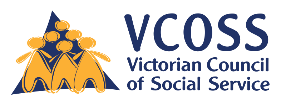 VCOSS
Victorian Council
of Social Service